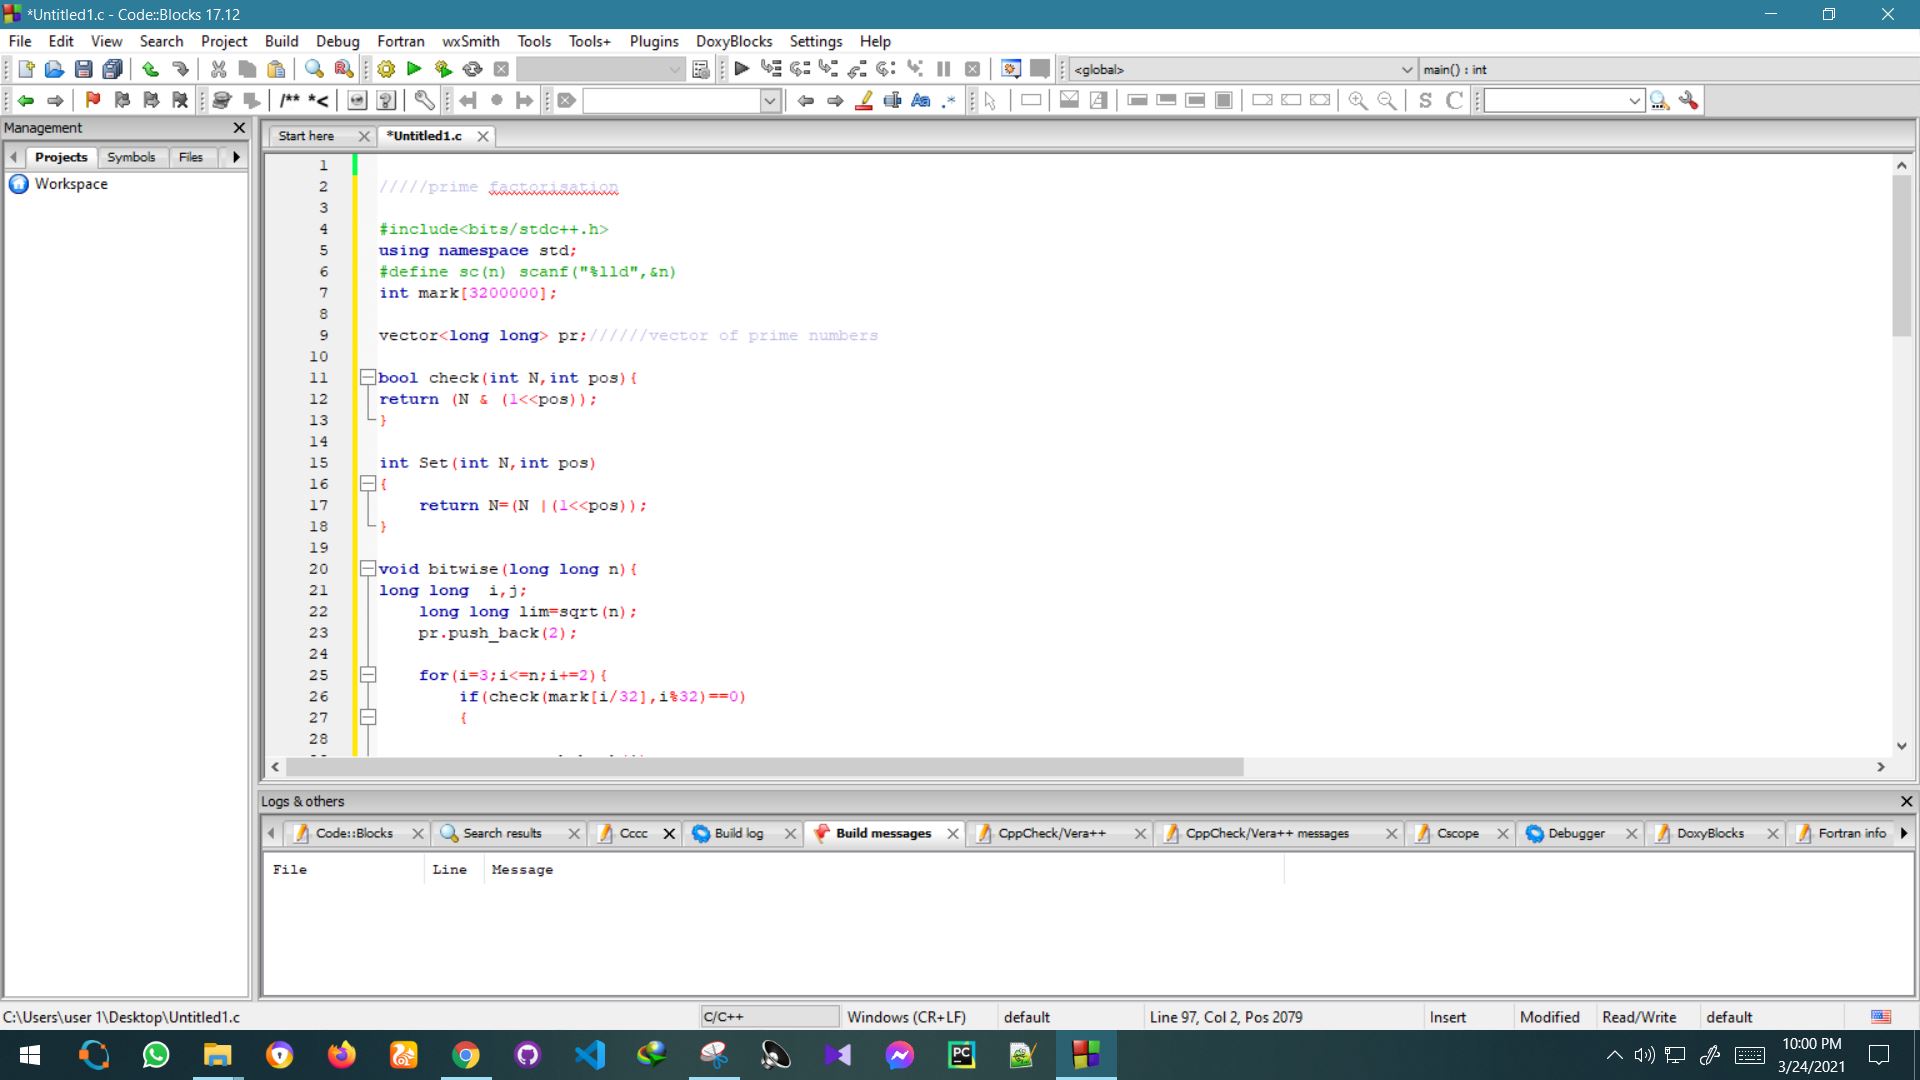 *Untitled1.c - Code::Blocks 17.12
File Edit View Search Project Build Debug Fortran wxSmith Tools Tools+ Plugins DoxyBlocks Settings Help
<global> main() : int
/** *<
S C
Management
Start here *Untitled1.c
Projects Symbols Files
Workspace
1
2 /////prime factorisation
3
4 #include<bits/stdc++.h>
5 using namespace std;
6 #define sc(n) scanf("%lld",&n)
7 int mark[3200000];
8
9 vector<long long> pr;//////vector of prime numbers
10
11 bool check(int N,int pos){
12 return (N & (1<<pos));
13 }
14
15 int Set(int N,int pos)
16 {
17 return N=(N |(1<<pos));
18 }
19
20 void bitwise(long long n){
21 long long  i,j;
22 long long lim=sqrt(n);
23 pr.push_back(2);
24
25 for(i=3;i<=n;i+=2){
26 if(check(mark[i/32],i%32)==0)
27 {
28
Logs & others
Code::Blocks Search results Cccc Build log Build messages CppCheck/Vera++ CppCheck/Vera++ messages Cscope Debugger DoxyBlocks Fortran info
File Line Message
C:\Users\user 1\Desktop\Untitled1.c C/C++ Windows (CR+LF) default Line 97, Col 2, Pos 2079 Insert Modified Read/Write default
PC
10:00 PM
3/24/2021